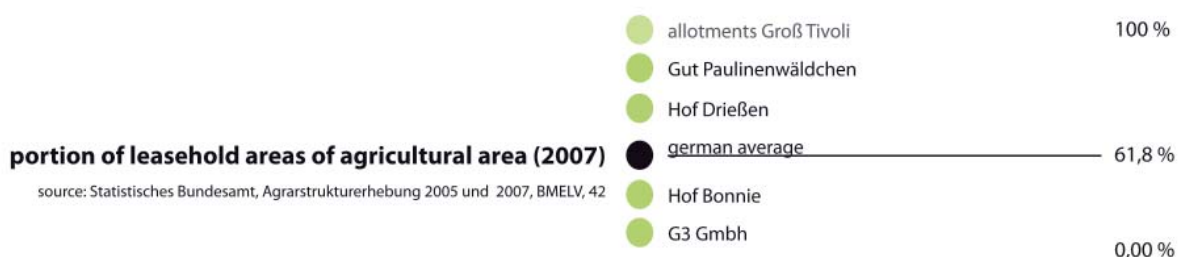 allotments Groß Tivoli 100 %
Gut Paulinenwäldchen
Hof Drießen
portion of leasehold areas of agricultural area (2007) german average 61,8 %
source: Statistisches Bundesamt, Agrarstrukturerhebung 2005 und 2007, BMELV, 42
Hof Bonnie
G3 Gmbh
0,00 %